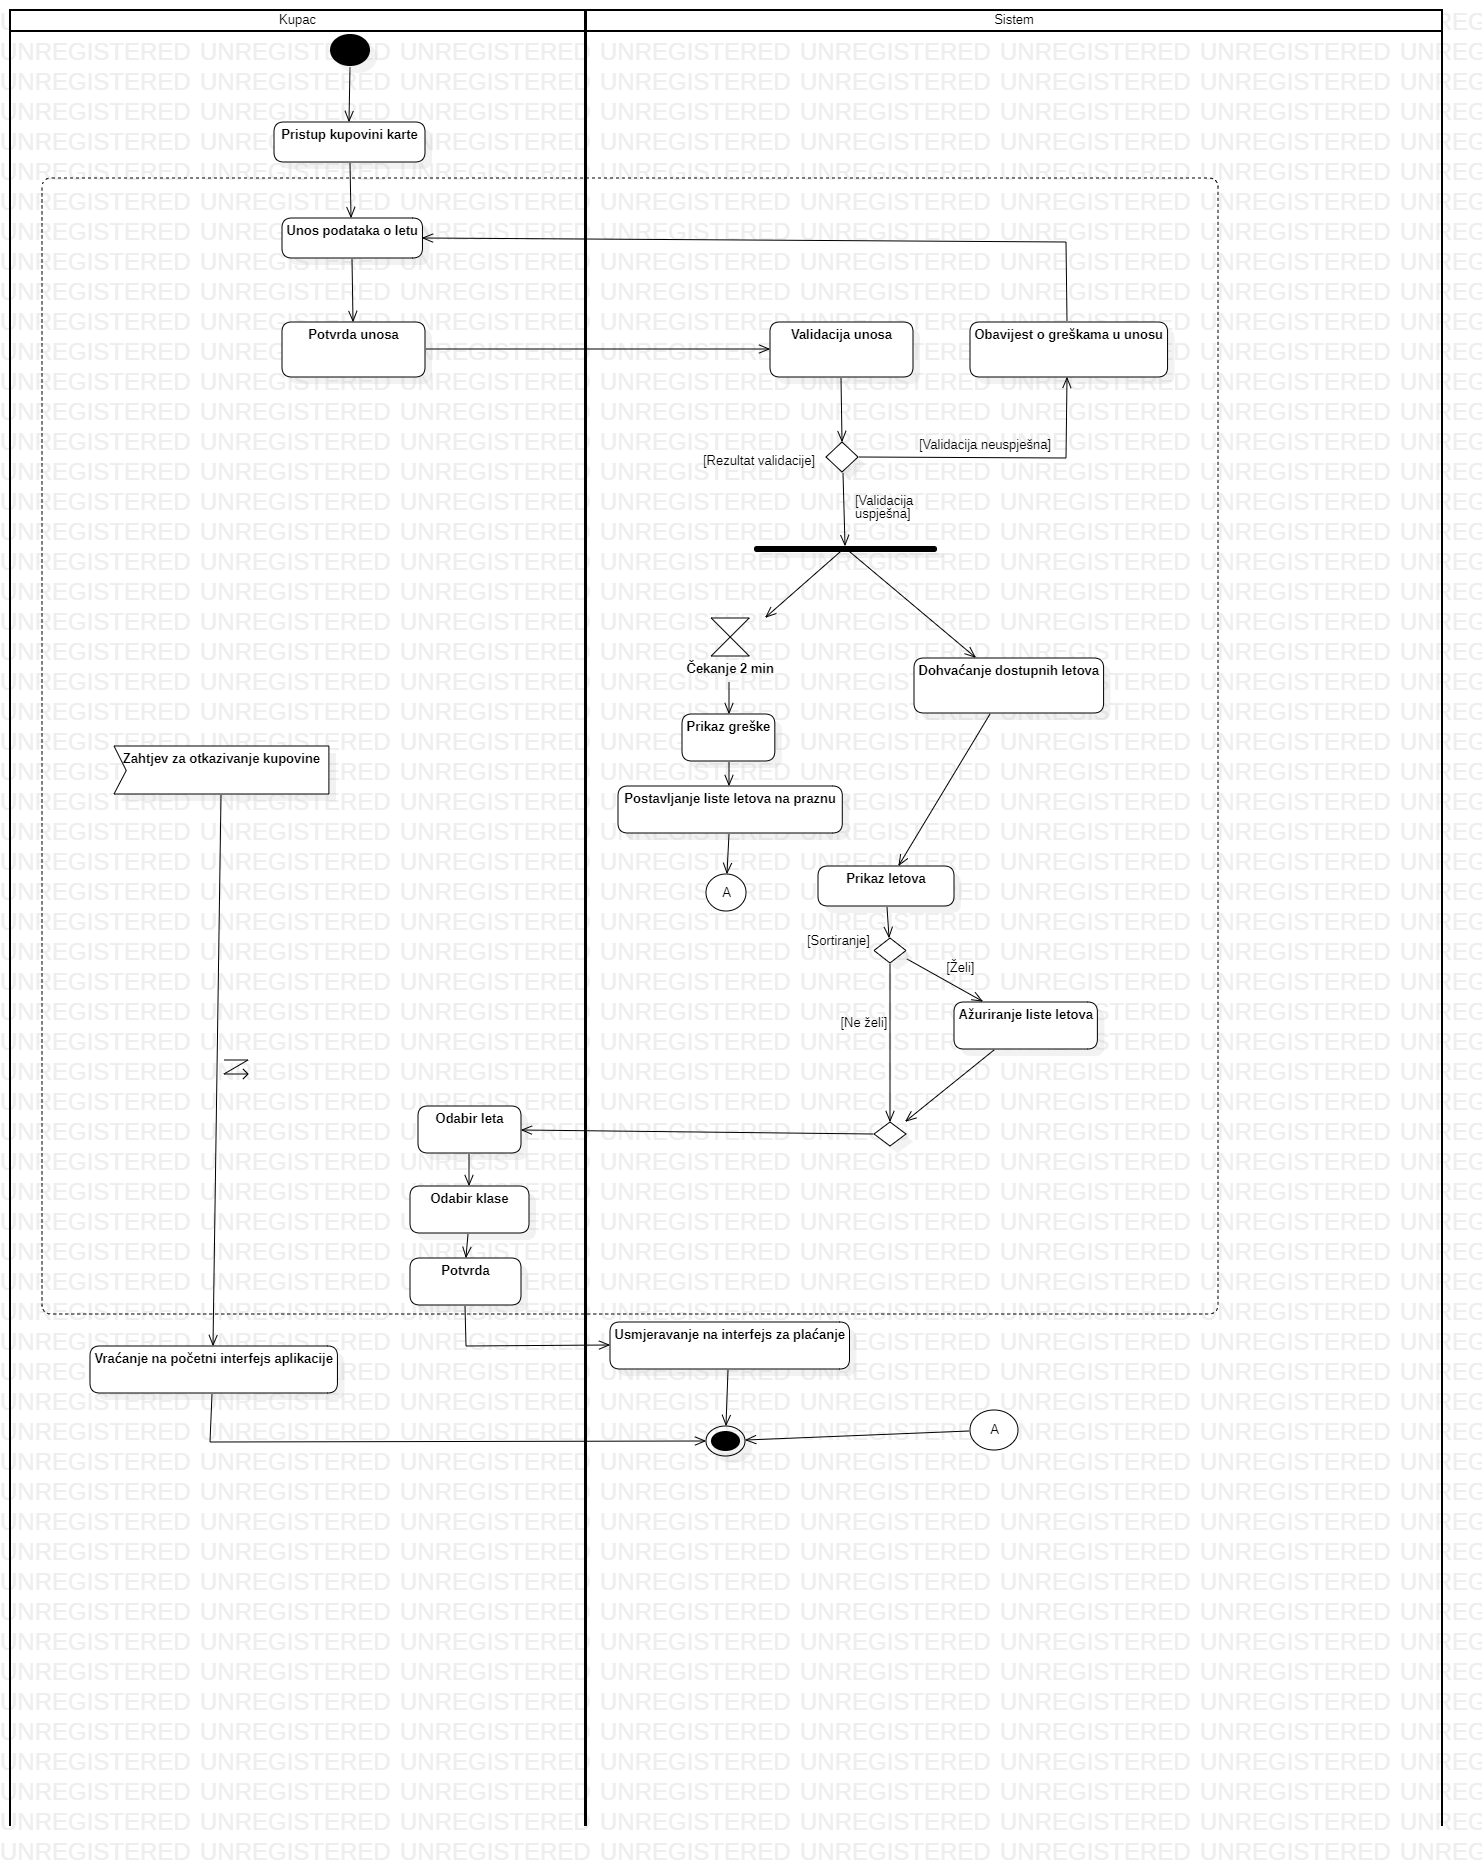 Kupac
Sistem
Pristup kupovini karte
Unos podataka o letu
Potvrda unosa
Validacija unosa
Obavijest o greškama u unosu
[Validacija neuspješna]
[Rezultat validacije]
[Validacija
uspješna]
Čekanje 2 min
Dohvaćanje dostupnih letova
Prikaz greške
Zahtjev za otkazivanje kupovine
Postavljanje liste letova na praznu
Prikaz letova
A
[Sortiranje]
[Želi]
[Ne želi]
Ažuriranje liste letova
Odabir leta
Odabir klase
Potvrda
Usmjeravanje na interfejs za plaćanje
Vraćanje na početni interfejs aplikacije
A
UNREGISTERED